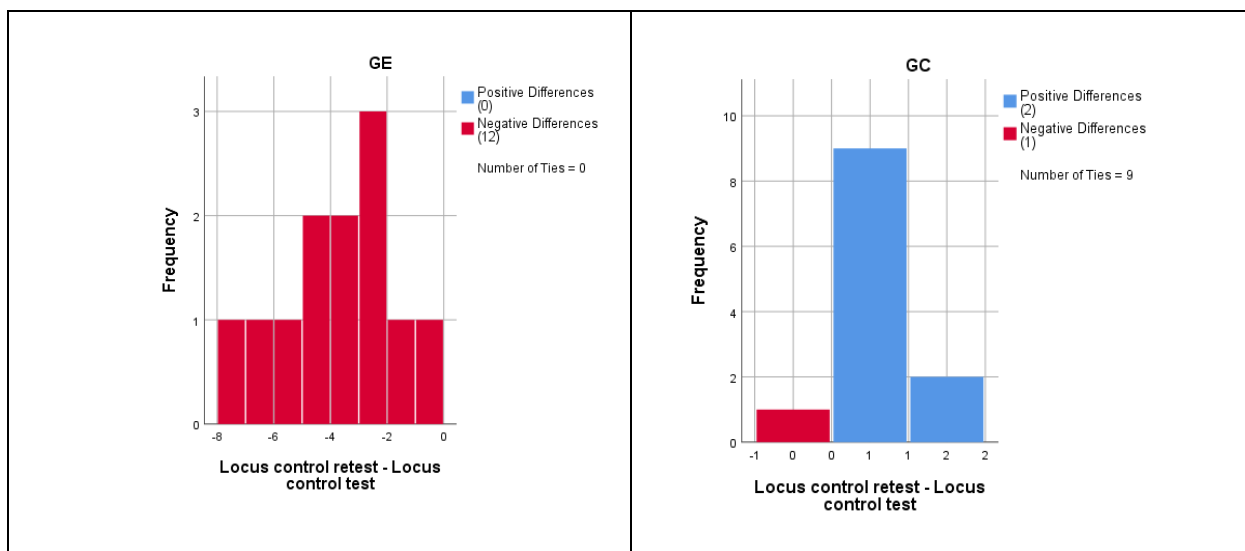 GE
Positive Differences
(0)
Negative Differences
(12)
Number of Ties = 0
Frequency
3
2
1
0
-8 -6 -4 -2 0
Locus control retest - Locus
control test
GC
Positive Differences
(2)
Negative Differences
(1)
Number of Ties = 9
Frequency
10
8
6
4
2
0
-1 0 0 1 1 2 2
Locus control retest - Locus
control test